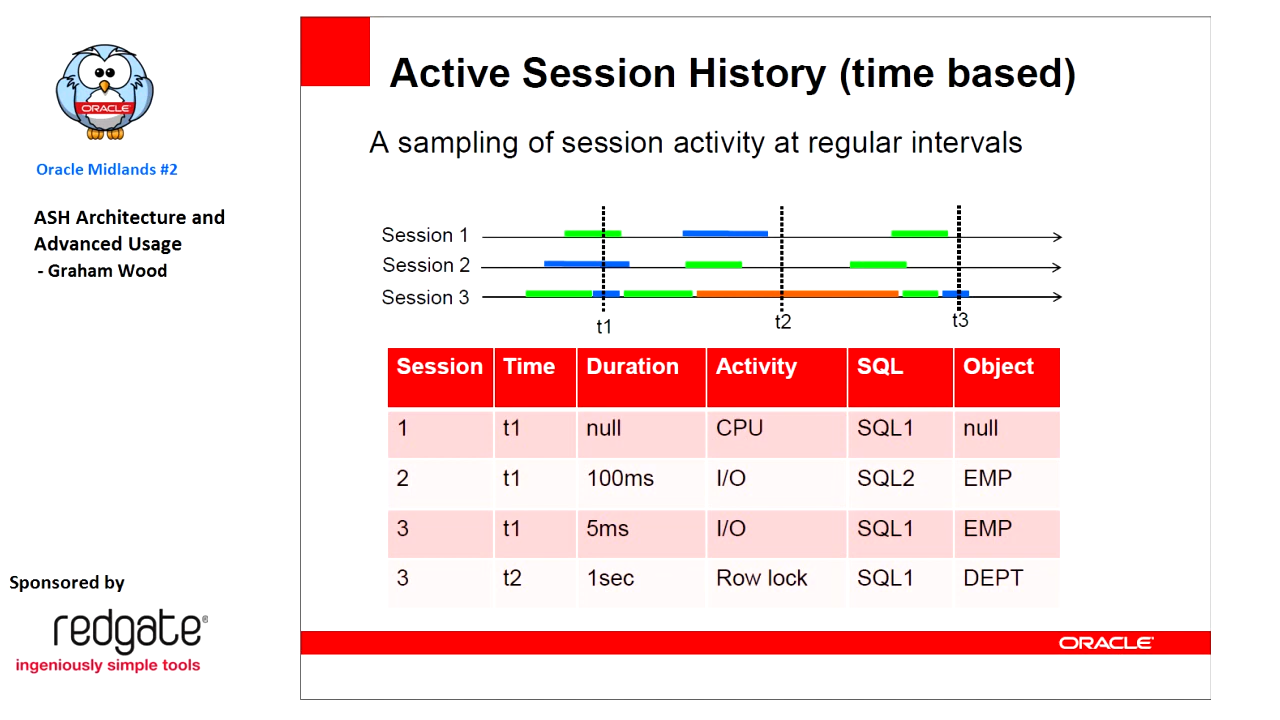 ORACLE
Oracle Midlands #2
ASH Architecture and
Advanced Usage
- Graham Wood
Sponsored by
redgate®
ingeniously simple tools
Active Session History (time based)
A sampling of session activity at regular intervals
Session 1
Session 2
Session 3
t1 t2 t3
Session Time Duration Activity SQL Object
1 t1 null CPU SQL1 null
2 t1 100ms I/O SQL2 EMP
3 t1 5ms I/O SQL1 EMP
3 t2 1sec Row lock SQL1 DEPT
ORACLE®